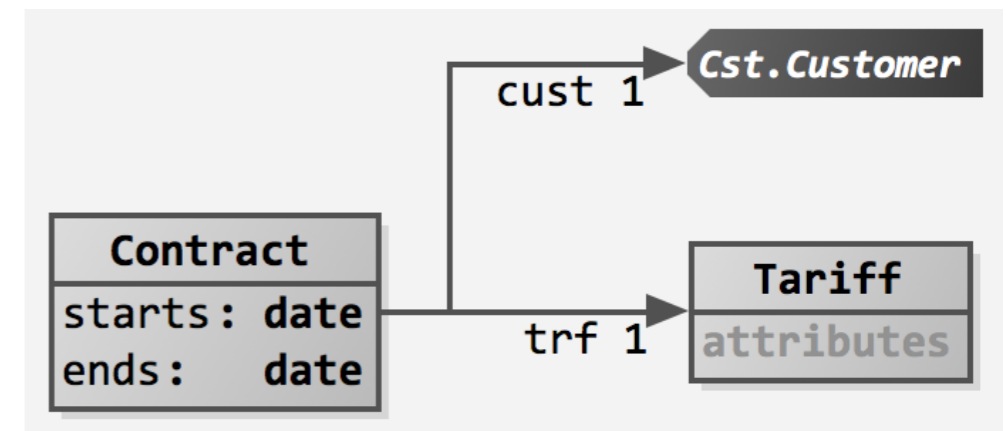 Cst.Customer
cust 1
Contract
starts: date
ends: date
trf 1
Tariff
attributes